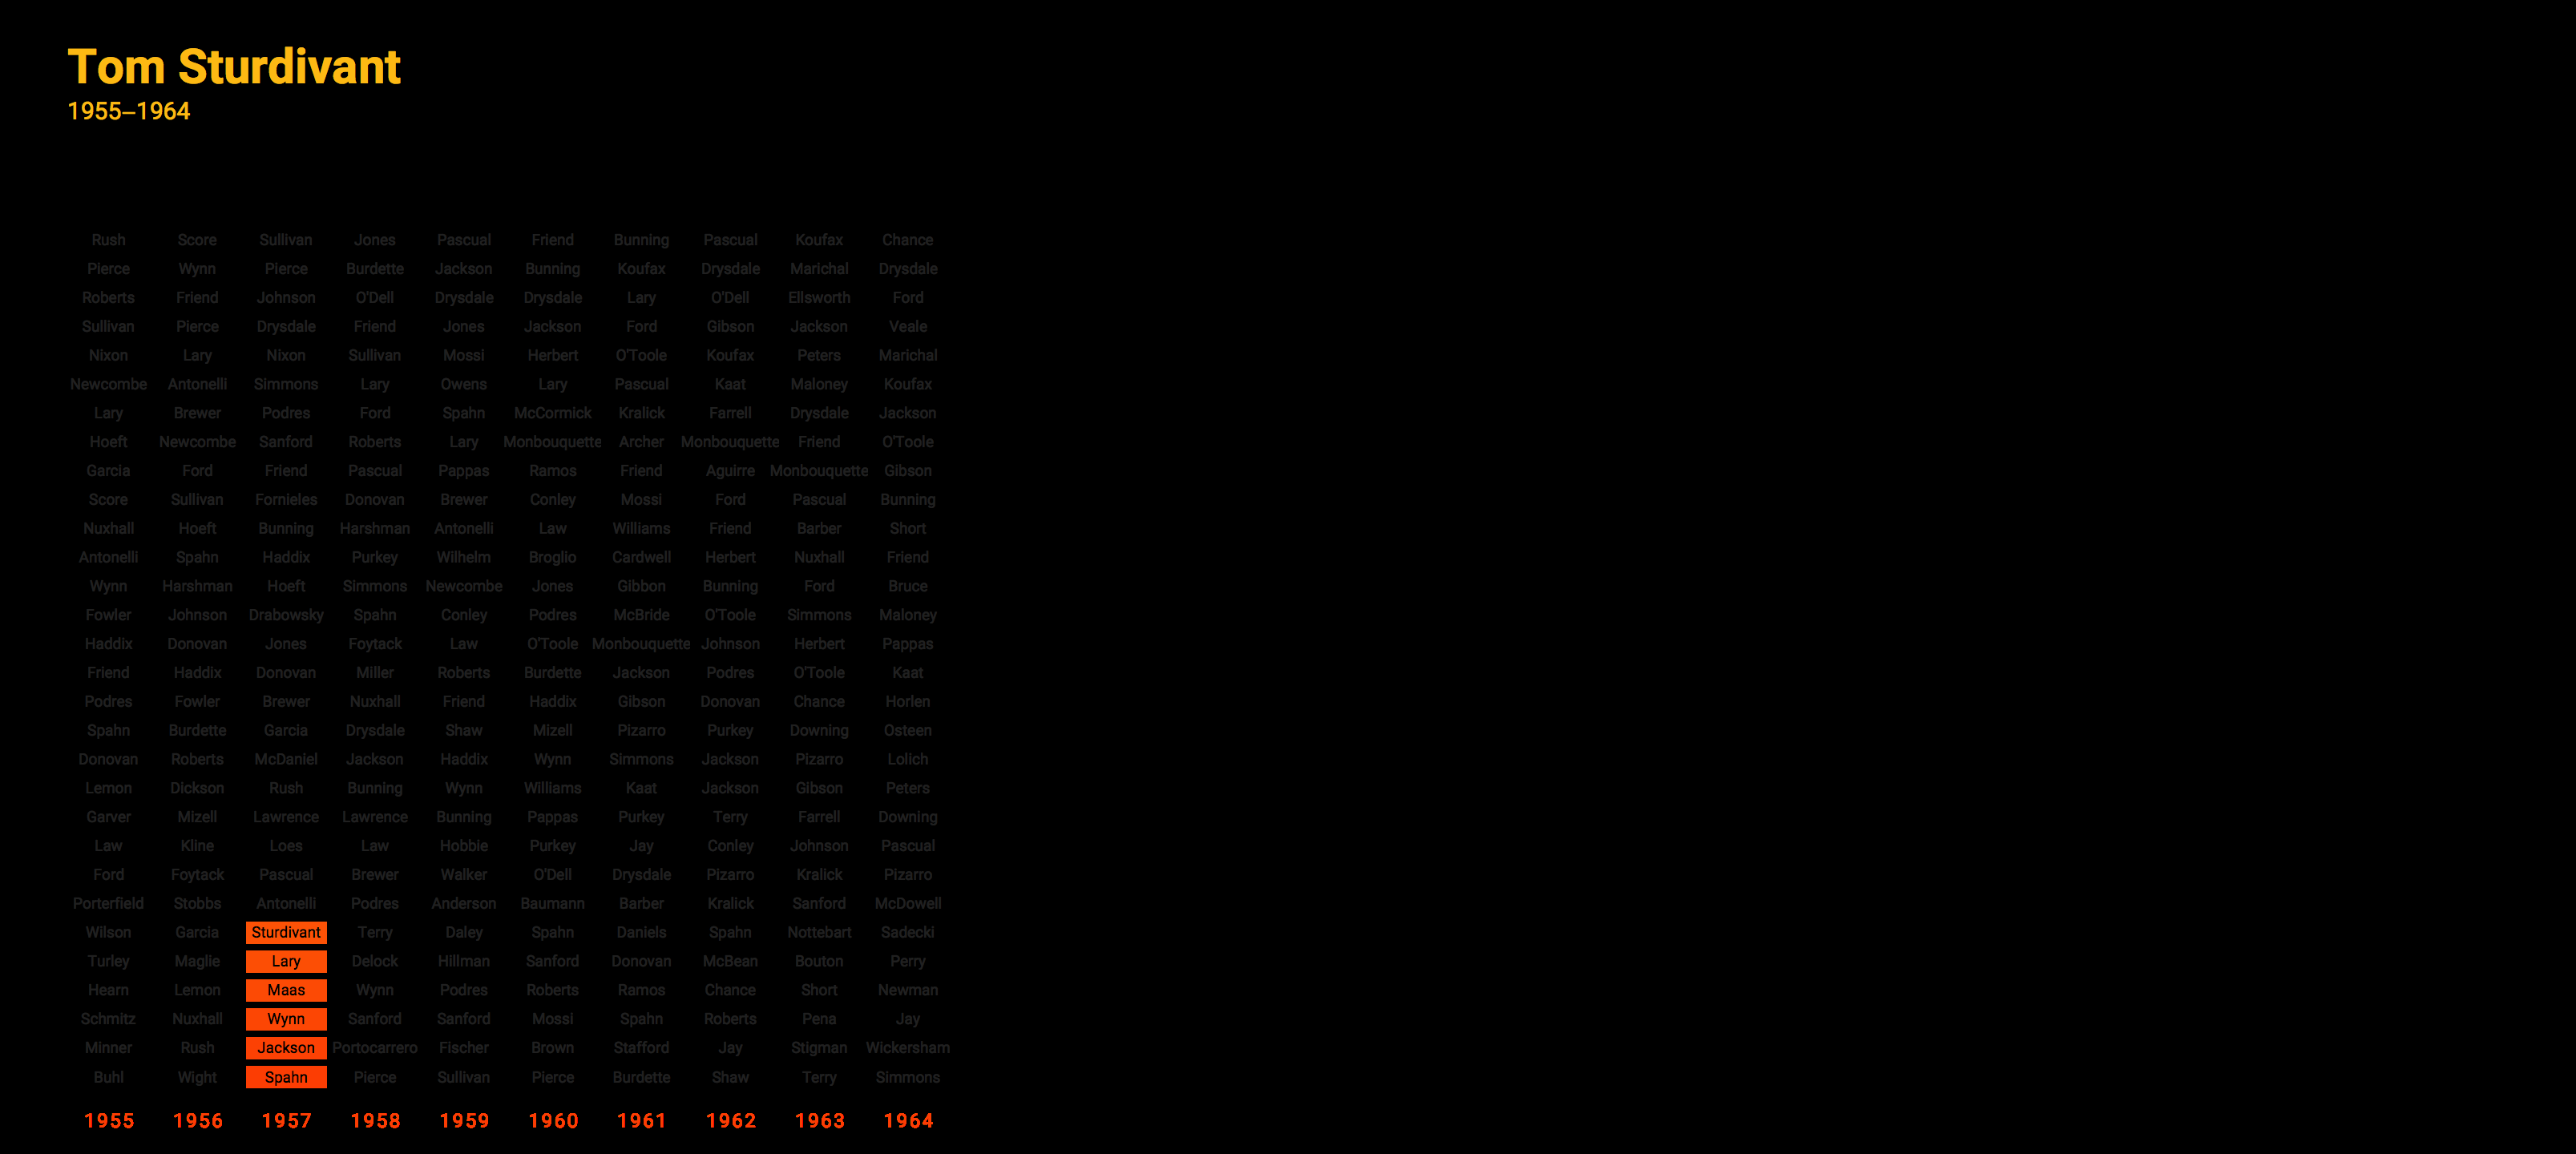 Tom Sturdivant
1955–1964
Rush Score Sullivan Jones Pascual Friend Bunning Pascual Koufax Chance
Pierce Wynn Pierce Burdette Jackson Bunning Koufax Drysdale Marichal Drysdale
Roberts Friend Johnson O'Dell Drysdale Drysdale Lary O'Dell Ellsworth Ford
Sullivan Pierce Drysdale Friend Jones Jackson Ford Gibson Jackson Veale
Nixon Lary Nixon Sullivan Mossi Herbert O'Toole Koufax Peters Marichal
Newcombe Antonelli Simmons Lary Owens Lary Pascual Kaat Maloney Koufax
Lary Brewer Podres Ford Spahn McCormick Kralick Farrell Drysdale Jackson
Hoeft Newcombe Sanford Roberts Lary Monbouquette Archer Monbouquette Friend O'Toole
Garcia Ford Friend Pascual Pappas Ramos Friend Aguirre Monbouquette Gibson
Score Sullivan Fornieles Donovan Brewer Conley Mossi Ford Pascual Bunning
Nuxhall Hoeft Bunning Harshman Antonelli Law Williams Friend Barber Short
Antonelli Spahn Haddix Purkey Wilhelm Broglio Cardwell Herbert Nuxhall Friend
Wynn Harshman Hoeft Simmons Newcombe Jones Gibbon Bunning Ford Bruce
Fowler Johnson Drabowsky Spahn Conley Podres McBride O'Toole Simmons Maloney
Haddix Donovan Jones Foytack Law O'Toole Monbouquette Johnson Herbert Pappas
Friend Haddix Donovan Miller Roberts Burdette Jackson Podres O'Toole Kaat
Podres Fowler Brewer Nuxhall Friend Haddix Gibson Donovan Chance Horlen
Spahn Burdette Garcia Drysdale Shaw Mizell Pizarro Purkey Downing Osteen
Donovan Roberts McDaniel Jackson Haddix Wynn Simmons Jackson Pizarro Lolich
Lemon Dickson Rush Bunning Wynn Williams Kaat Jackson Gibson Peters
Garver Mizell Lawrence Lawrence Bunning Pappas Purkey Terry Farrell Downing
Law Kline Loes Law Hobbie Purkey Jay Conley Johnson Pascual
Ford Foytack Pascual Brewer Walker O'Dell Drysdale Pizarro Kralick Pizarro
Porterfield Stobbs Antonelli Podres Anderson Baumann Barber Kralick Sanford McDowell
Wilson Garcia Sturdivant Terry Daley Spahn Daniels Spahn Nottebart Sadecki
Turley Maglie Lary Delock Hillman Sanford Donovan McBean Bouton Perry
Hearn Lemon Maas Wynn Podres Roberts Ramos Chance Short Newman
Schmitz Nuxhall Wynn Sanford Sanford Mossi Spahn Roberts Pena Jay
Minner Rush Jackson Portocarrero Fischer Brown Stafford Jay Stigman Wickersham
Buhl Wight Spahn Pierce Sullivan Pierce Burdette Shaw Terry Simmons
1955 1956 1957 1958 1959 1960 1961 1962 1963 1964